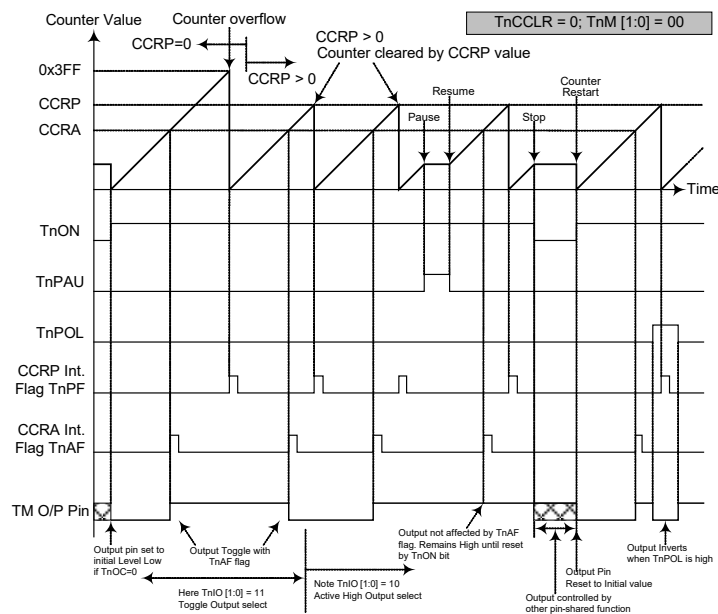 Counter Value
Counter overflow
CCRP=0
CCRP > 0
CCRP > 0
Counter cleared by CCRP value
TnCCLR = 0; TnM [1:0] = 00
0x3FF
CCRP
CCRA
Pause
Resume
Stop
Counter
Restart
Time
TnON
TnPAU
TnPOL
CCRP Int.
Flag TnPF
CCRA Int.
Flag TnAF
TM O/P Pin
Output pin set to
initial Level Low
if TnOC=0
Output Toggle with
TnAF flag
Here TnIO [1:0] = 11
Toggle Output select
Note TnIO [1:0] = 10
Active High Output select
Output not affected by TnAF
flag. Remains High until reset
by TnON bit
Output controlled by
other pin-shared function
Output Pin
Reset to Initial value
Output Inverts
when TnPOL is high